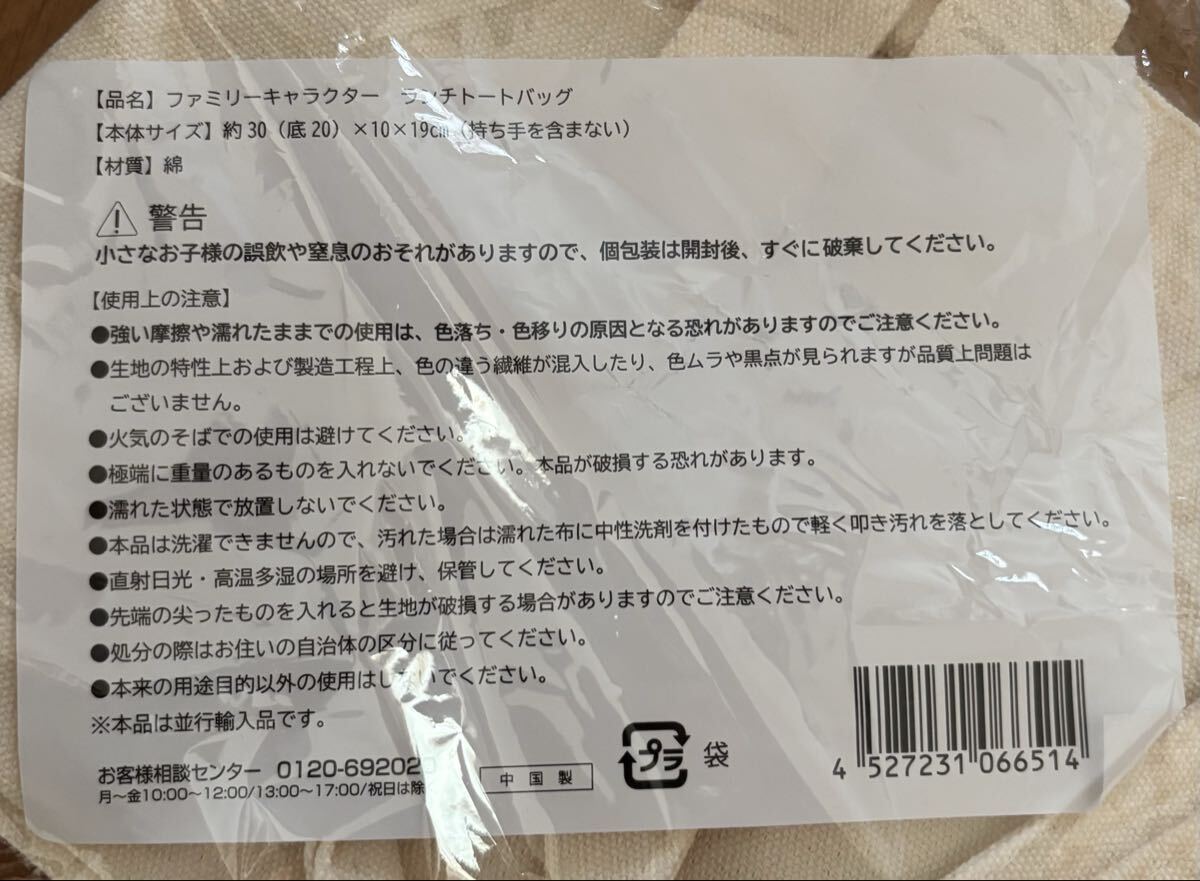 【品名】ファミリーキャラクター　ランチトートバッグ
【本体サイズ】約30（底20）×10×19㎝（持ち手を含まない）
【材質】綿
警告
小さなお子様の誤飲や窒息のおそれがありますので、個包装は開封後、すぐに破棄してください。
【使用上の注意】
●強い摩擦や濡れたままでの使用は、色落ち・色移りの原因となる恐れがありますのでご注意ください。
●生地の特性上および製造工程上、色の違う繊維が混入したり、色ムラや黒点が見られますが品質上問題は
ございません。
●火気のそばでの使用は避けてください。
●極端に重量のあるものを入れないでください。本品が破損する恐れがあります。
●濡れた状態で放置しないでください。
●本品は洗濯できませんので、汚れた場合は濡れた布に中性洗剤を付けたもので軽く叩き汚れを落としてください。
●直射日光・高温多湿の場所を避け、保管してください。
●先端の尖ったものを入れると生地が破損する場合がありますのでご注意ください。
●処分の際はお住いの自治体の区分に従ってください。
●本来の用途目的以外の使用はしないでください。
※本品は並行輸入品です。
お客様相談センター 0120-69202
月〜金10:00〜12:00/13:00〜17:00/祝日は除
中国製
プラ 袋
4 527231 066514